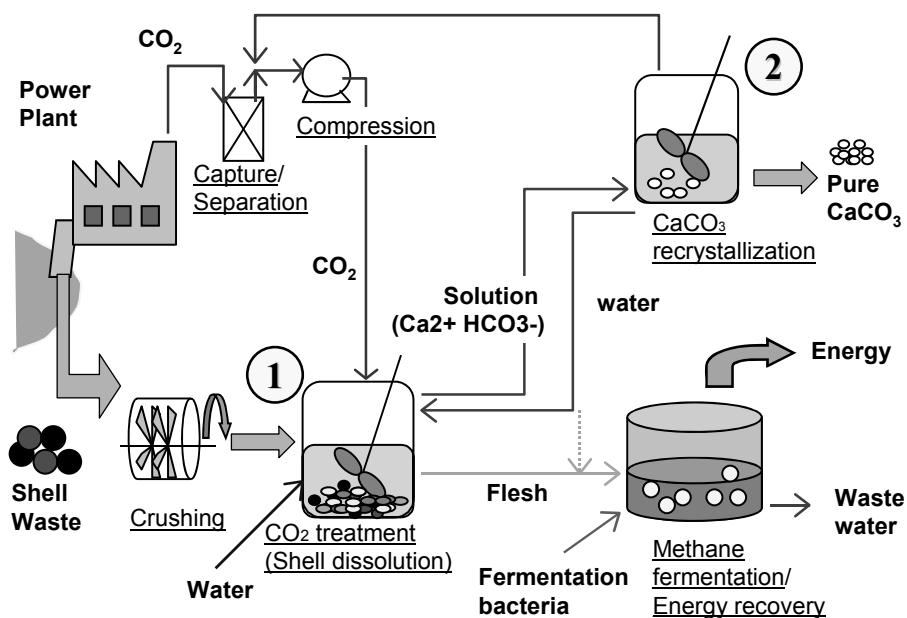 CO2
Power
Plant
Compression
Capture/
Separation
CO2
2
Pure
CaCO3
CaCO3
recrystallization
Solution
(Ca2+ HCO3-)
water
1
Energy
Shell
Waste
Crushing
CO2 treatment
(Shell dissolution)
Water
Flesh
Fermentation
bacteria
Methane
fermentation/
Energy recovery
Waste
water